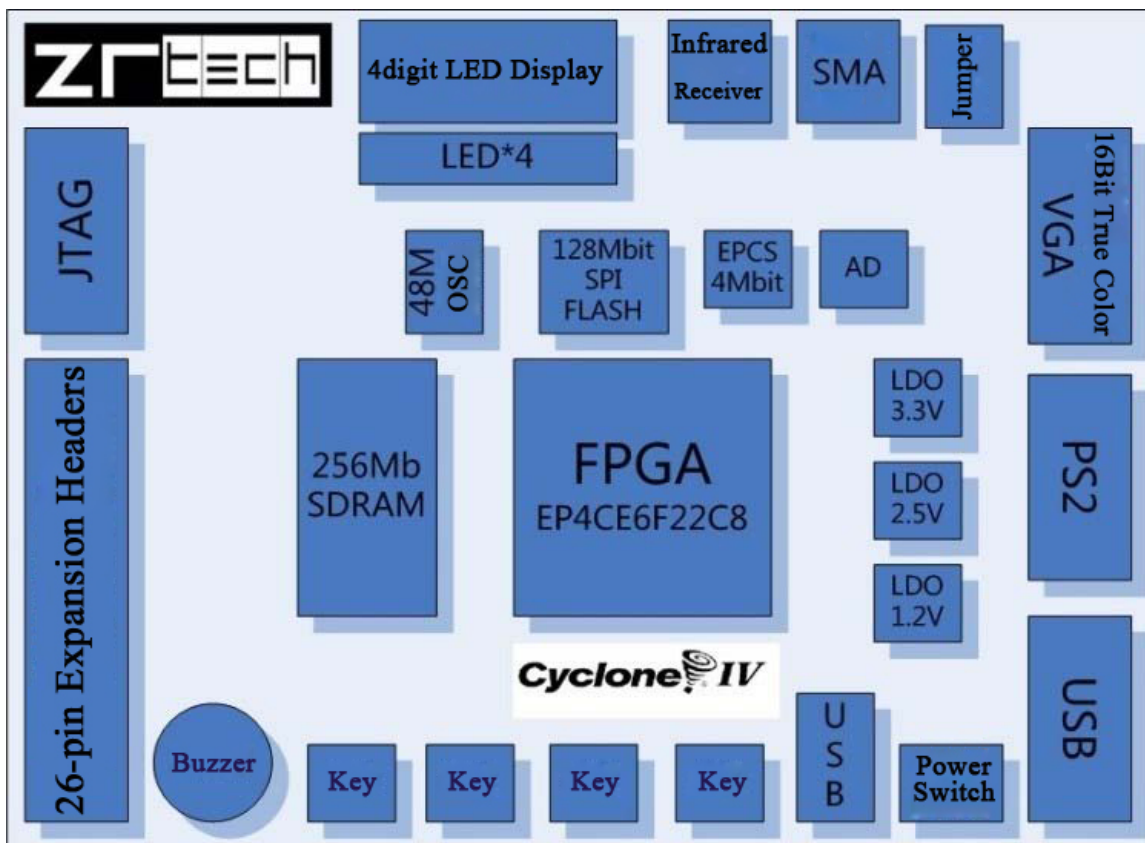 ZrtECH
4digit LED Display
Infrared
Receiver
SMA
Jumper
LED*4
JTAG
16Bit True Color
VGA
48M
OSC
128Mbit
SPI
FLASH
EPCS
4Mbit
AD
26-pin Expansion Headers
256Mb
SDRAM
FPGA
EP4CE6F22C8
LDO
3.3V
LDO
2.5V
LDO
1.2V
PS2
Cyclone IV
USB
Buzzer
Key
Key
Key
Key
USB
Power
Switch